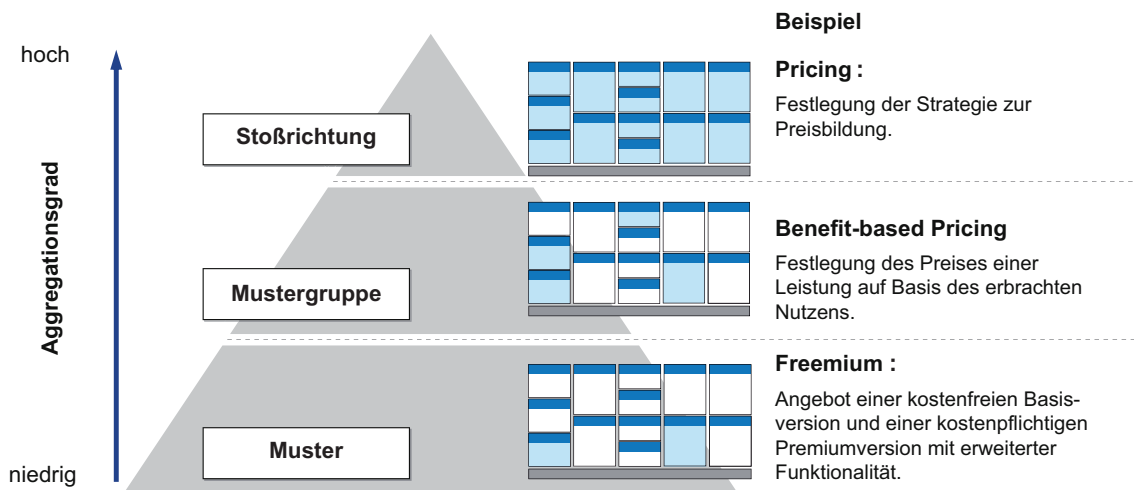 Beispiel
hoch
Aggregationsgrad
niedrig
Stoßrichtung
Pricing :
Festlegung der Strategie zur
Preisbildung.
Mustergruppe
Benefit-based Pricing
Festlegung des Preises einer
Leistung auf Basis des erbrachten
Nutzens.
Muster
Freemium :
Angebot einer kostenfreien Basis-
version und einer kostenpflichtigen
Premiumversion mit erweiterter
Funktionalität.